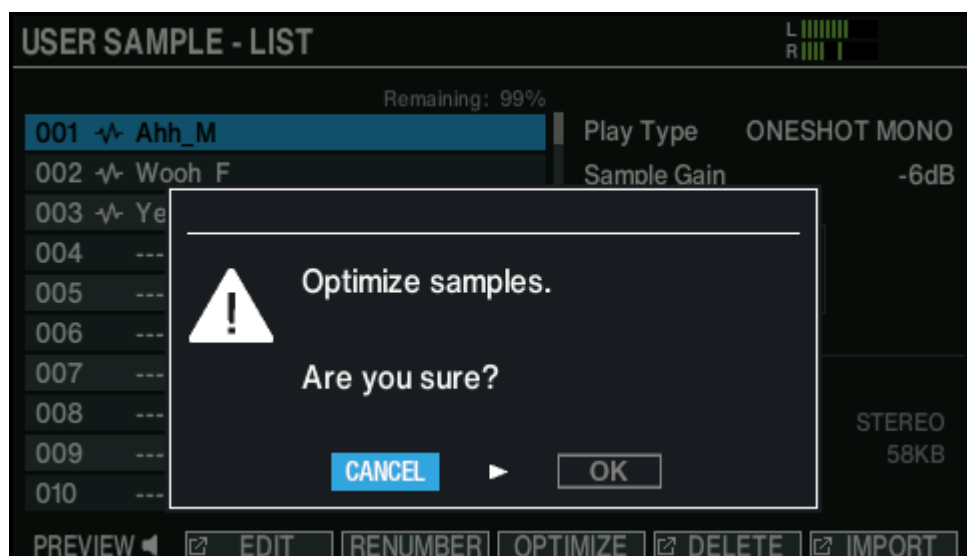 USER SAMPLE - LIST
L
R
Remaining: 99%
001 Ahh_M
Play Type ONESHOT MONO
002 Wooh F
Sample Gain -6dB
003 Ye
004 ---
005 ---
006 ---
007 ---
008 ---
009 ---
010 ---
Optimize samples.
Are you sure?
CANCEL OK
STEREO
58KB
PREVIEW EDIT RENUMBER OPTIMIZE DELETE IMPORT